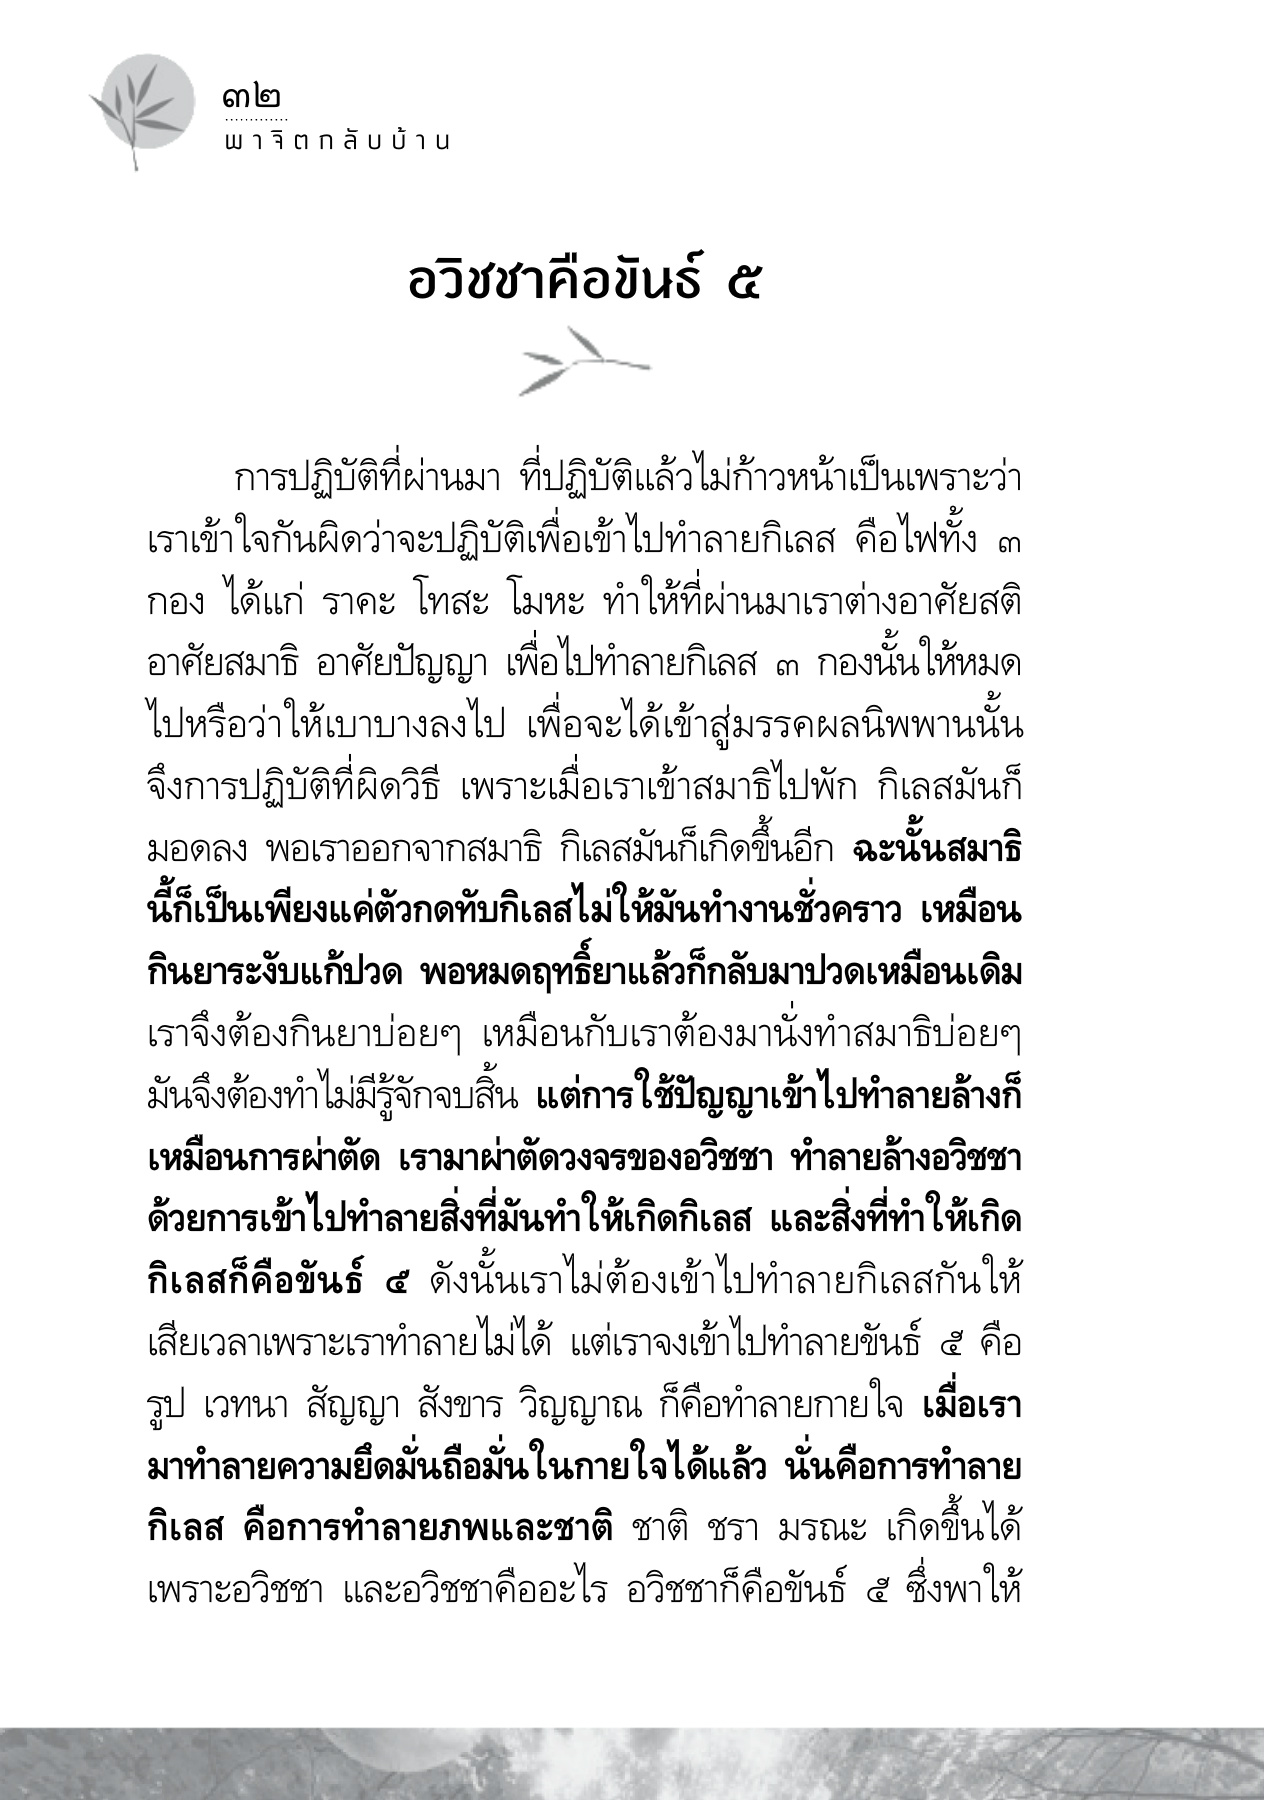 ๓๒
พาจิตกลับบ้าน
อวิชชาคือขันธ์ ๕
การปฏิบัติที่ผ่านมา ที่ปฏิบัติแล้วไม่ก้าวหน้าเป็นเพราะว่า
เราเข้าใจกันผิดว่าจะปฏิบัติเพื่อเข้าไปทำลายกิเลส คือไฟทั้ง ๓
กอง ได้แก่ ราคะ โทสะ โมหะ ทำให้ที่ผ่านมาเราต่างอาศัยสติ
อาศัยสมาธิ อาศัยปัญญา เพื่อไปทำลายกิเลส ๓ กองนั้นให้หมด
ไปหรือว่าให้เบาบางลงไป เพื่อจะได้เข้าสู่มรรคผลนิพพานนั้น
จึงการปฏิบัติที่ผิดวิธี เพราะเมื่อเราเข้าสมาธิไปพัก กิเลสมันก็
มอดลง พอเราออกจากสมาธิ กิเลสมันก็เกิดขึ้นอีก ฉะนั้นสมาธิ
นี้ก็เป็นเพียงแค่ตัวกดทับกิเลสไม่ให้มันทำงานชั่วคราว เหมือน
กินยาระงับแก้ปวด พอหมดฤทธิ์ยาแล้วก็กลับมาปวดเหมือนเดิม
เราจึงต้องกินยาบ่อยๆ เหมือนกับเราต้องมานั่งทำสมาธิบ่อยๆ
มันจึงต้องทำไม่มีรู้จักจบสิ้น แต่การใช้ปัญญาเข้าไปทำลายล้างก็
เหมือนการผ่าตัด เรามาผ่าตัดวงจรของอวิชชา ทำลายล้างอวิชชา
ด้วยการเข้าไปทำลายสิ่งที่มันทำให้เกิดกิเลส และสิ่งที่ทำให้เกิด
กิเลสก็คือขันธ์ ๕ ดังนั้นเราไม่ต้องเข้าไปทำลายกิเลสกันให้
เสียเวลาเพราะเราทำลายไม่ได้ แต่เราจงเข้าไปทำลายขันธ์ ๕ คือ
รูป เวทนา สัญญา สังขาร วิญญาณ ก็คือทำลายกายใจ เมื่อเรา
มาทำลายความยึดมั่นถือมั่นในกายใจได้แล้ว นั่นคือการทำลาย
กิเลส คือการทำลายภพและชาติ ชาติ ชรา มรณะ เกิดขึ้นได้
เพราะอวิชชา และอวิชชาคืออะไร อวิชชาก็คือขันธ์ ๕ ซึ่งพาให้